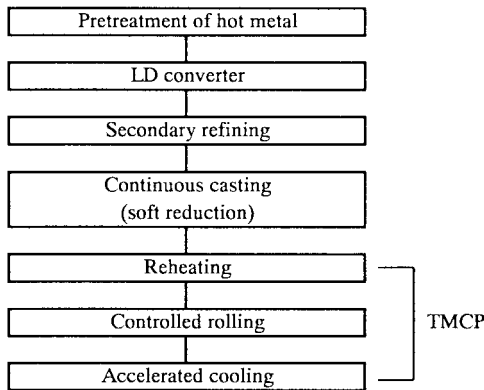 Pretreatment of hot metal
LD converter
Secondary refining
Continuous casting
(soft reduction)
Reheating
Controlled rolling
TMCP
Accelerated cooling